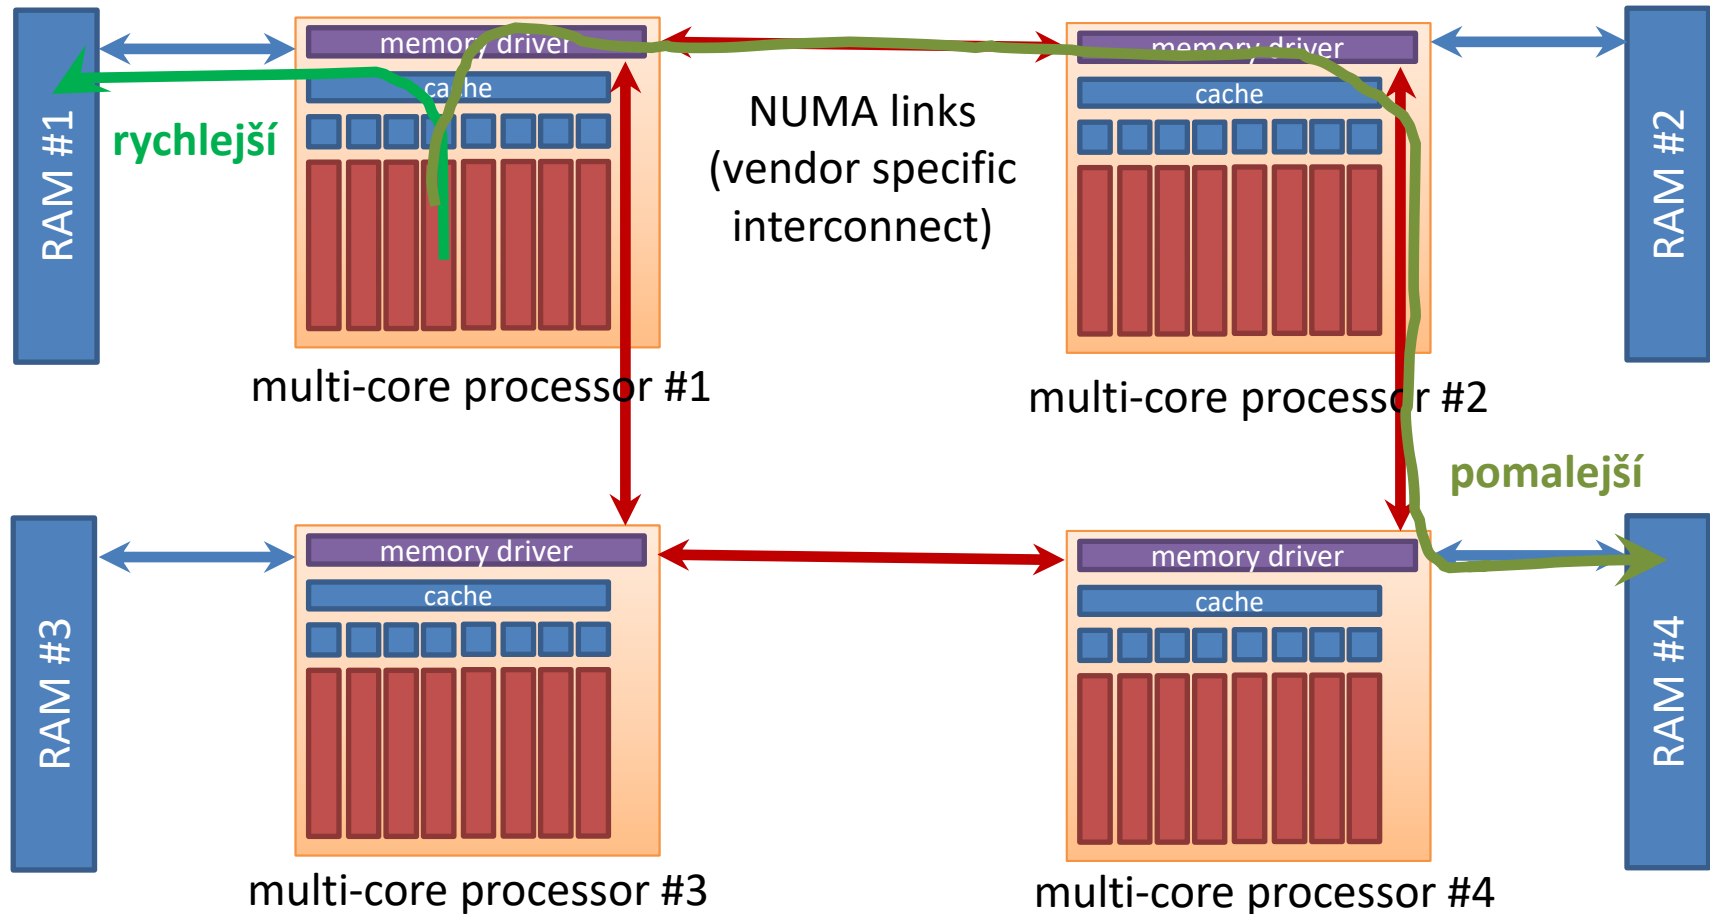 RAM #1
memory driver
cache
rychlejší
multi-core processor #1
NUMA links
(vendor specific
interconnect)
memory driver
cache
multi-core processor #2
RAM #2
pomalejší
RAM #3
memory driver
cache
multi-core processor #3
memory driver
cache
multi-core processor #4
RAM #4